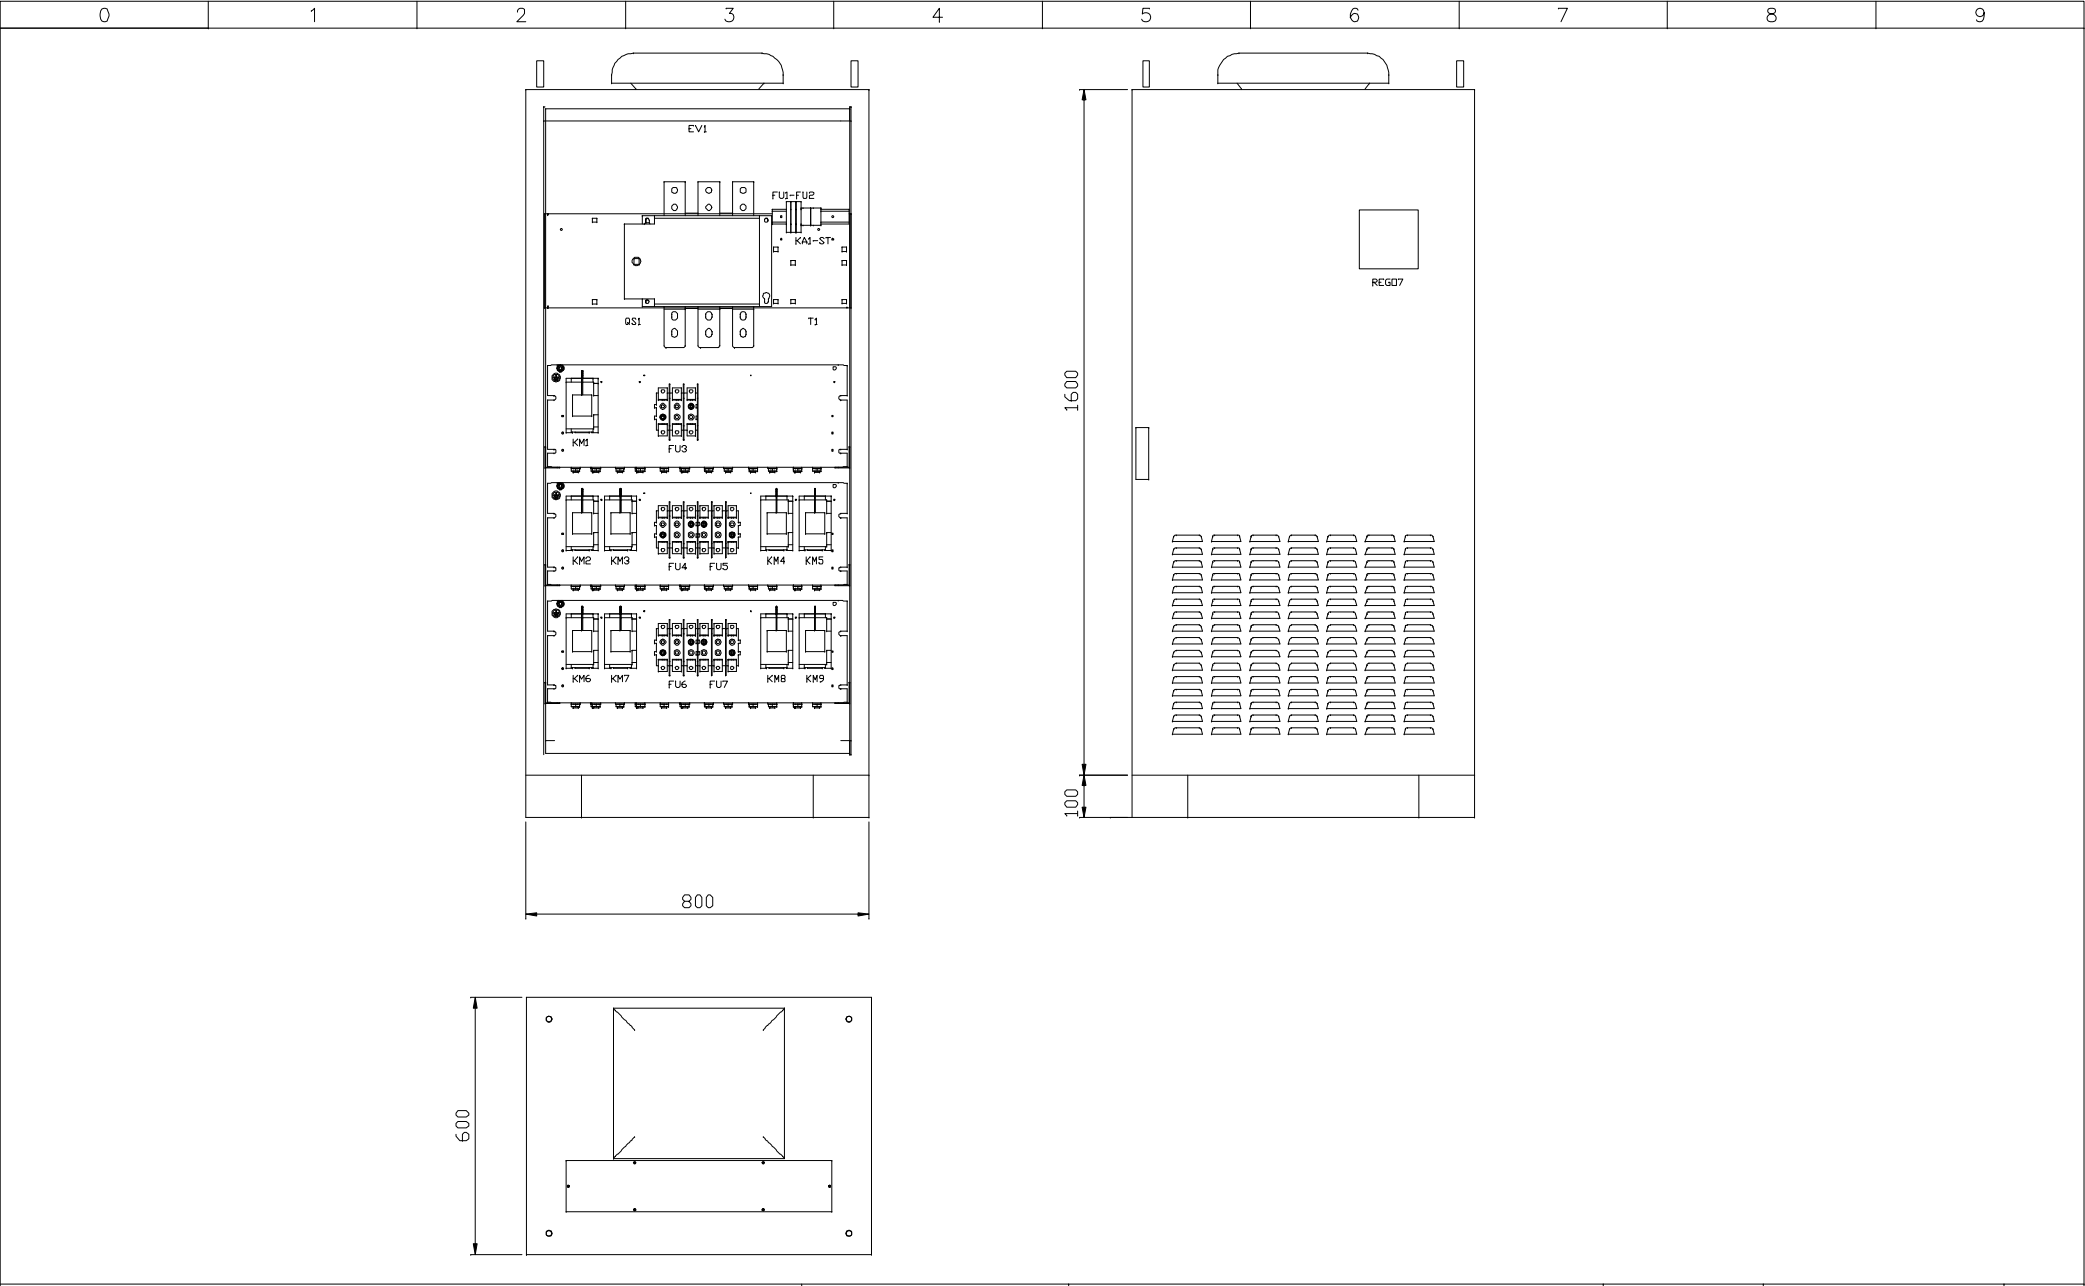 0 1 2 3 4 5 6 7 8 9
EV1
FU1-FU2
KA1-ST
QS1 T1
REG07
KM1
FU3
KM2 KM3 FU4 FU5 KM4 KM5
KM6 KM7 FU6 FU7 KM8 KM9
1600
100
800
600